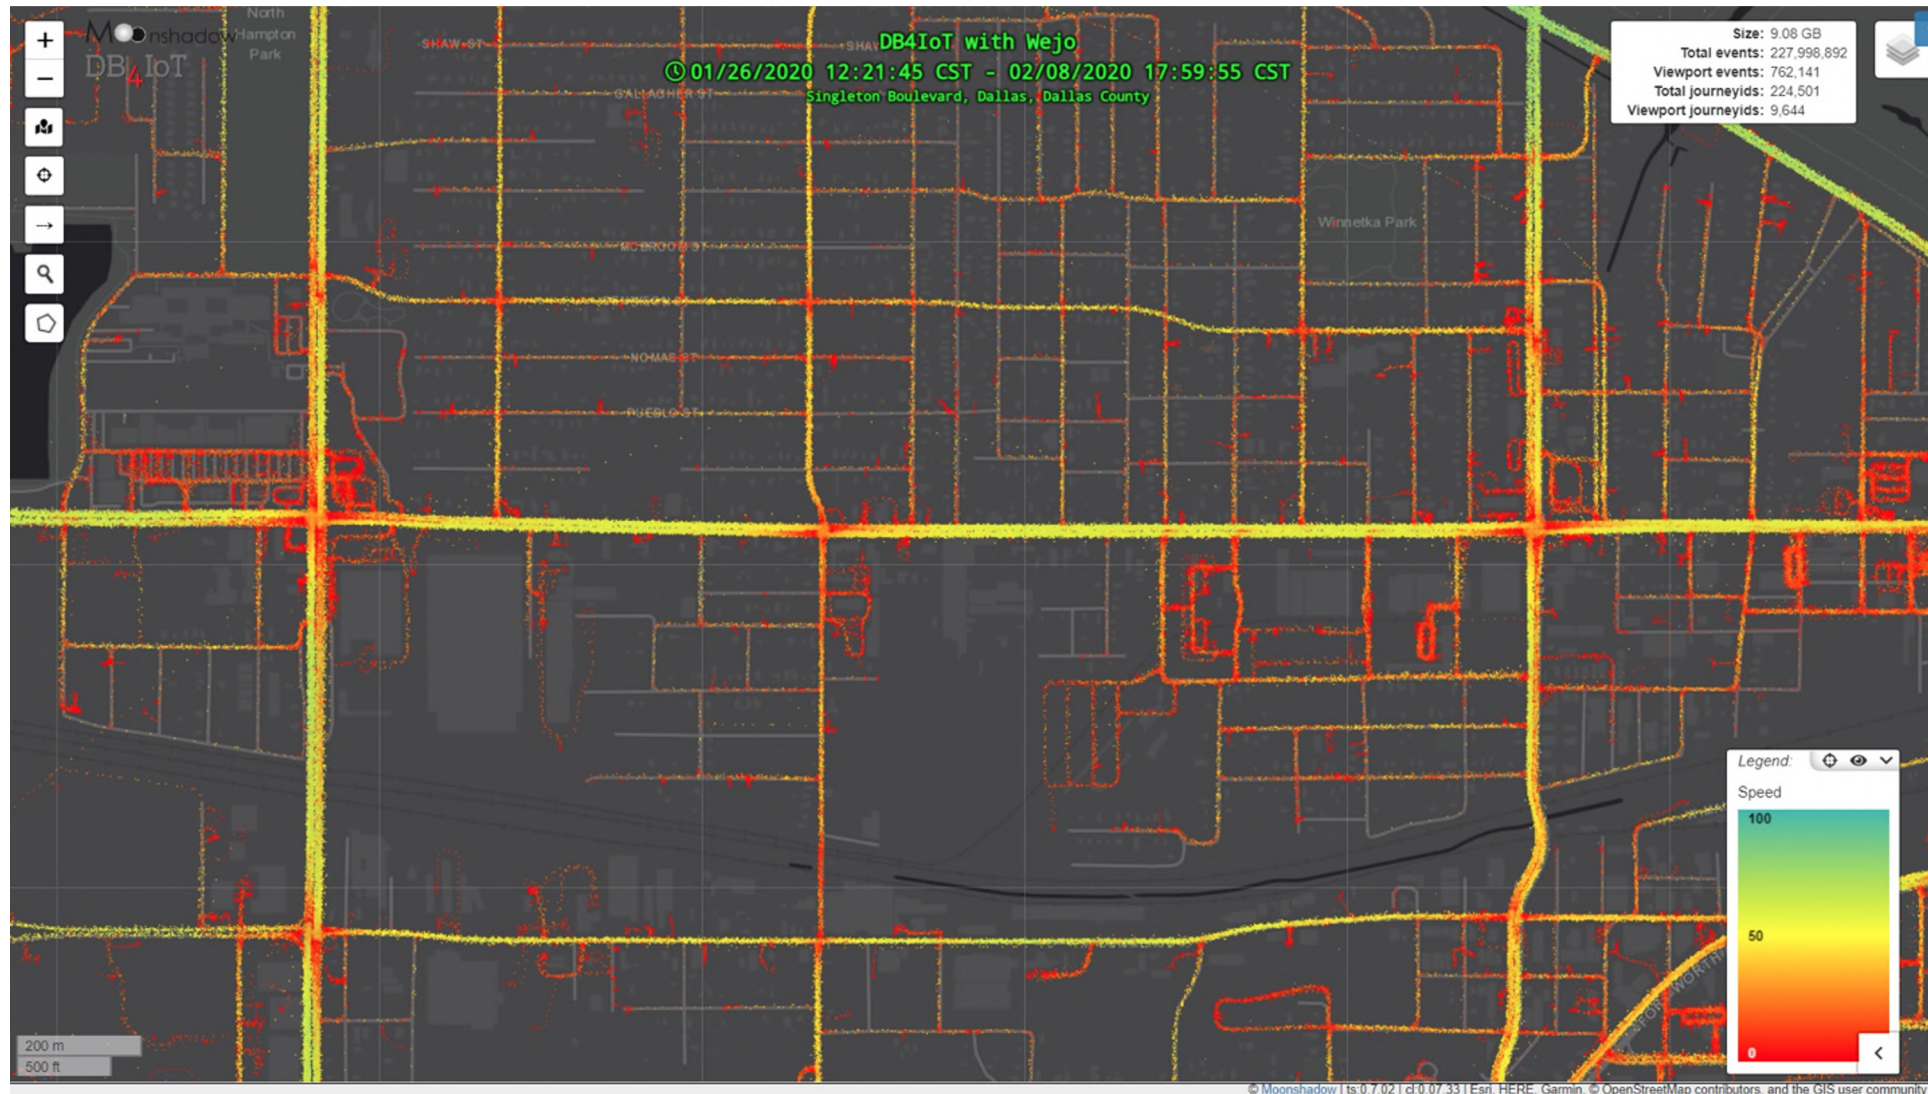 North
Hampton
Park
Moonshadow
DB4IoT
+
−
SHAW ST
DB4IoT with Wejo
01/26/2020 12:21:45 CST - 02/08/2020 17:59:55 CST
Singleton Boulevard, Dallas, Dallas County
GALLAGHER ST
Size: 9.08 GB
Total events: 227,998,892
Viewport events: 762,141
Total journeyids: 224,501
Viewport journeyids: 9,644
Winnetka Park
MCBROOM ST
NOMAS ST
PUEBLO ST
Legend:
Speed
100
50
0
200 m
500 ft
© Moonshadow | ts:0.7.02 | cl:0.07.33 | Esri, HERE, Garmin, © OpenStreetMap contributors, and the GIS user community